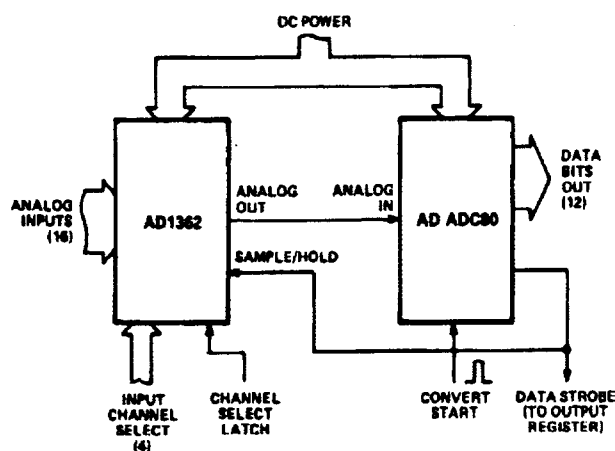 DC POWER
ANALOG
INPUTS
(16)
AD1362
ANALOG
OUT
ANALOG
IN
SAMPLE/HOLD
AD ADC80
DATA
BITS
OUT
(12)
INPUT
CHANNEL
SELECT
(6)
CHANNEL
SELECT
LATCH
CONVERT
START
DATA STROBE
(TO OUTPUT
REGISTER)